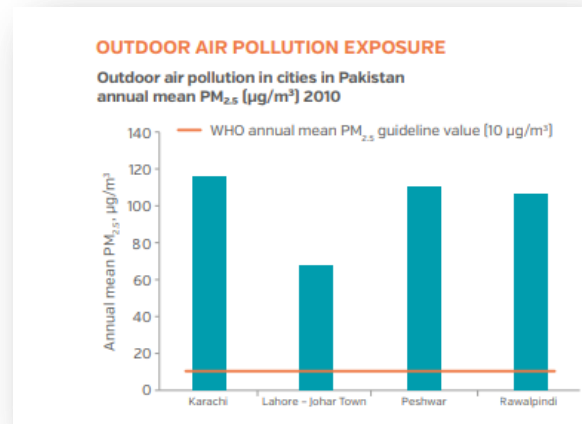 OUTDOOR AIR POLLUTION EXPOSURE
Outdoor air pollution in cities in Pakistan
annual mean PM₂.₅ (µg/m³) 2010
WHO annual mean PM₂.₅ guideline value (10 µg/m³)
Annual mean PM₂.₅, µg/m³
140
120
100
80
60
40
20
0
Karachi
Lahore – Johar Town
Peshwar
Rawalpindi